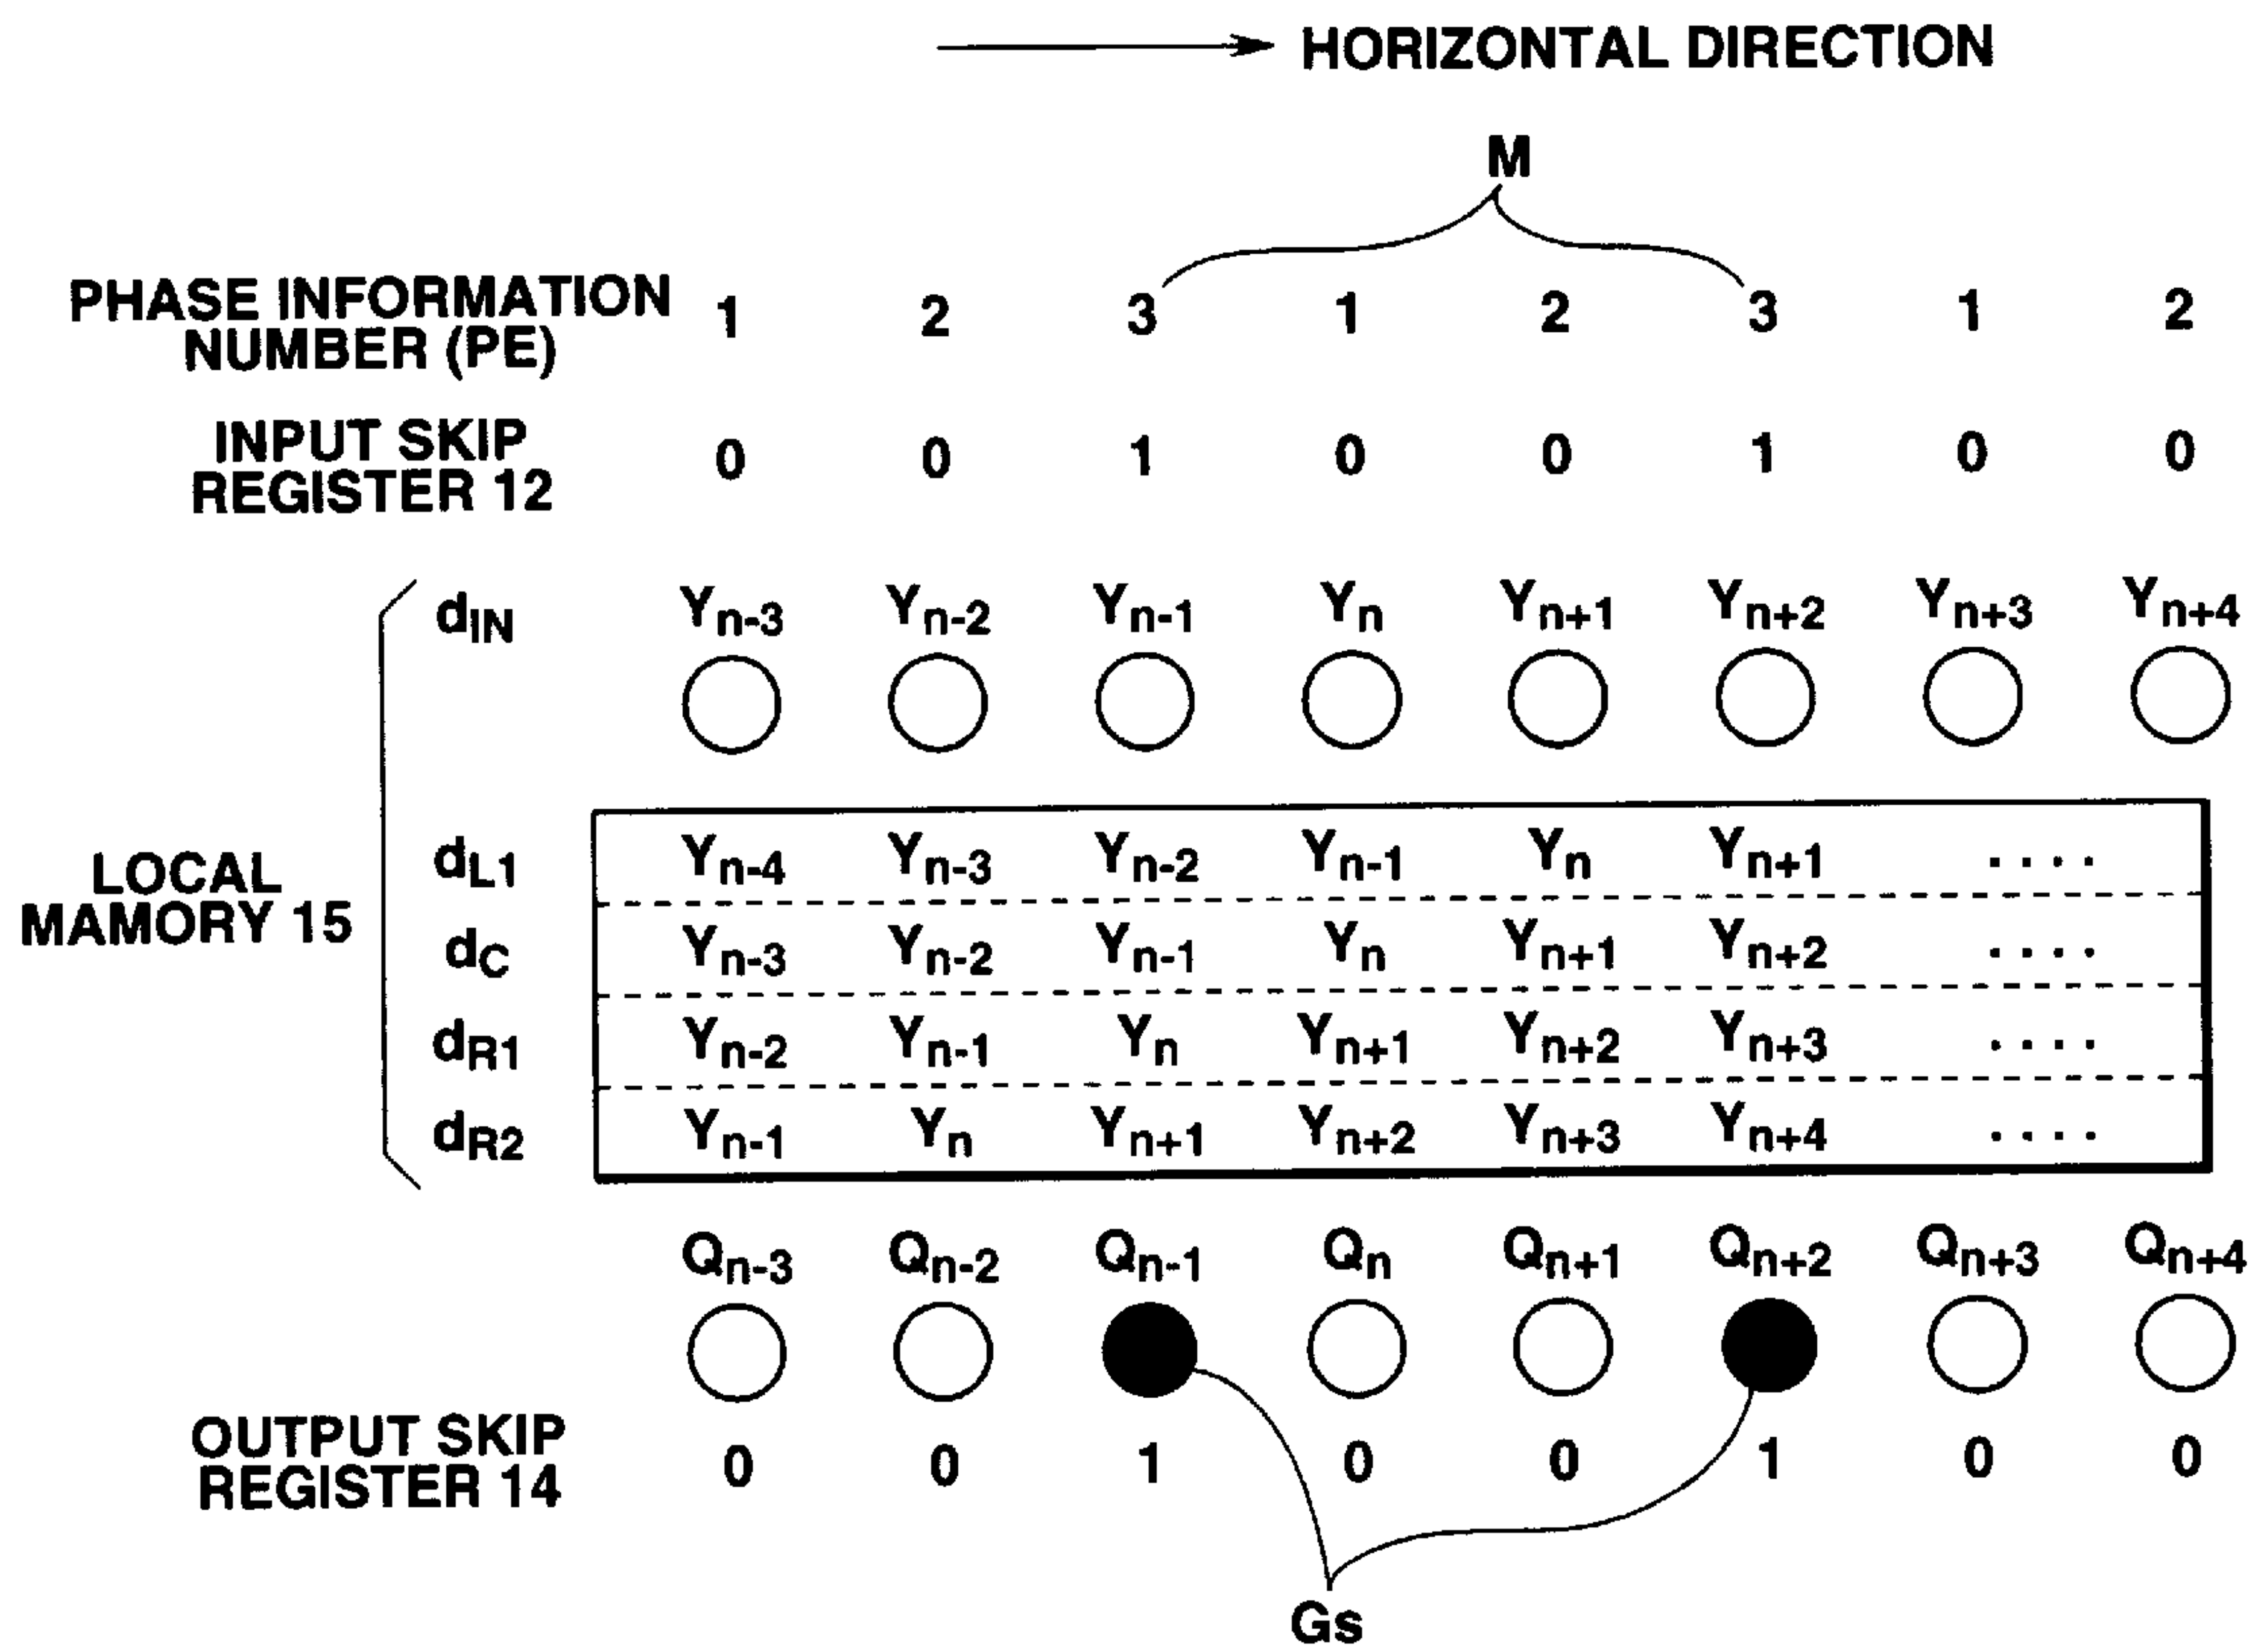 HORIZONTAL DIRECTION
M
PHASE INFORMATION
NUMBER (PE) 1 2 3 1 2 3 1 2
INPUT SKIP
REGISTER 12 0 0 1 0 0 1 0 0
dIN Yn-3 Yn-2 Yn-1 Yn Yn+1 Yn+2 Yn+3 Yn+4
LOCAL
MAMORY 15
dL1 Yn-4 Yn-3 Yn-2 Yn-1 Yn Yn+1 ....
dC Yn-3 Yn-2 Yn-1 Yn Yn+1 Yn+2 ....
dR1 Yn-2 Yn-1 Yn Yn+1 Yn+2 Yn+3 ....
dR2 Yn-1 Yn Yn+1 Yn+2 Yn+3 Yn+4 ....
Qn-3 Qn-2 Qn-1 Qn Qn+1 Qn+2 Qn+3 Qn+4
OUTPUT SKIP
REGISTER 14 0 0 1 0 0 1 0 0
Gs